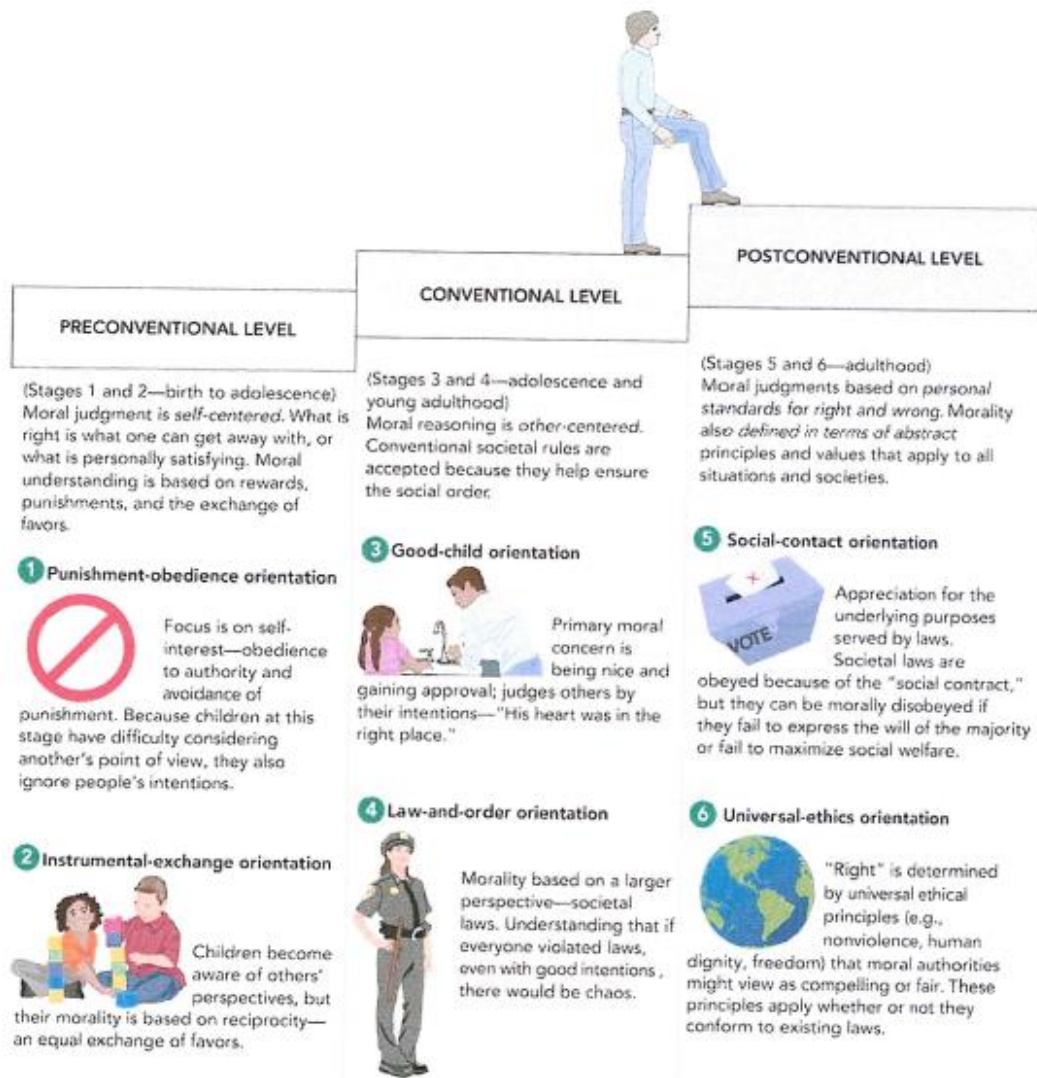 PRECONVENTIONAL LEVEL
(Stages 1 and 2—birth to adolescence)
Moral judgment is self-centered. What is
right is what one can get away with, or
what is personally satisfying. Moral
understanding is based on rewards,
punishments, and the exchange of
favors.
1 Punishment-obedience orientation
Focus is on self-
interest—obedience
to authority and
avoidance of
punishment. Because children at this
stage have difficulty considering
another's point of view, they also
ignore people's intentions.
2 Instrumental-exchange orientation
Children become
aware of others'
perspectives, but
their morality is based on reciprocity—
an equal exchange of favors.
CONVENTIONAL LEVEL
(Stages 3 and 4—adolescence and
young adulthood)
Moral reasoning is other-centered.
Conventional societal rules are
accepted because they help ensure
the social order.
3 Good-child orientation
Primary moral
concern is
being nice and
gaining approval; judges others by
their intentions—"His heart was in the
right place."
4 Law-and-order orientation
Morality based on a larger
perspective—societal
laws. Understanding that if
everyone violated laws,
even with good intentions ,
there would be chaos.
POSTCONVENTIONAL LEVEL
(Stages 5 and 6—adulthood)
Moral judgments based on personal
standards for right and wrong. Morality
also defined in terms of abstract
principles and values that apply to all
situations and societies.
5 Social-contact orientation
VOTE
Appreciation for the
underlying purposes
served by laws.
Societal laws are
obeyed because of the "social contract,"
but they can be morally disobeyed if
they fail to express the will of the majority
or fail to maximize social welfare.
6 Universal-ethics orientation
"Right" is determined
by universal ethical
principles (e.g.,
nonviolence, human
dignity, freedom) that moral authorities
might view as compelling or fair. These
principles apply whether or not they
conform to existing laws.